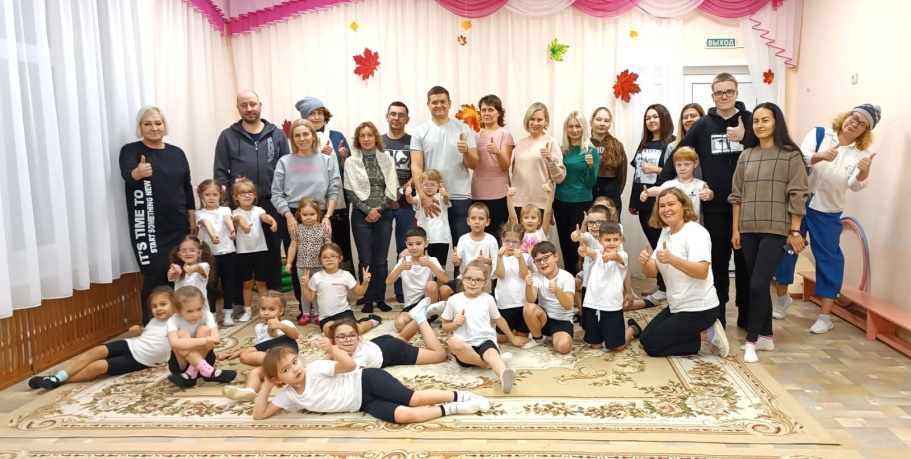 ВЫХОД
IT'S TIME TO
START SOMETHING NEW